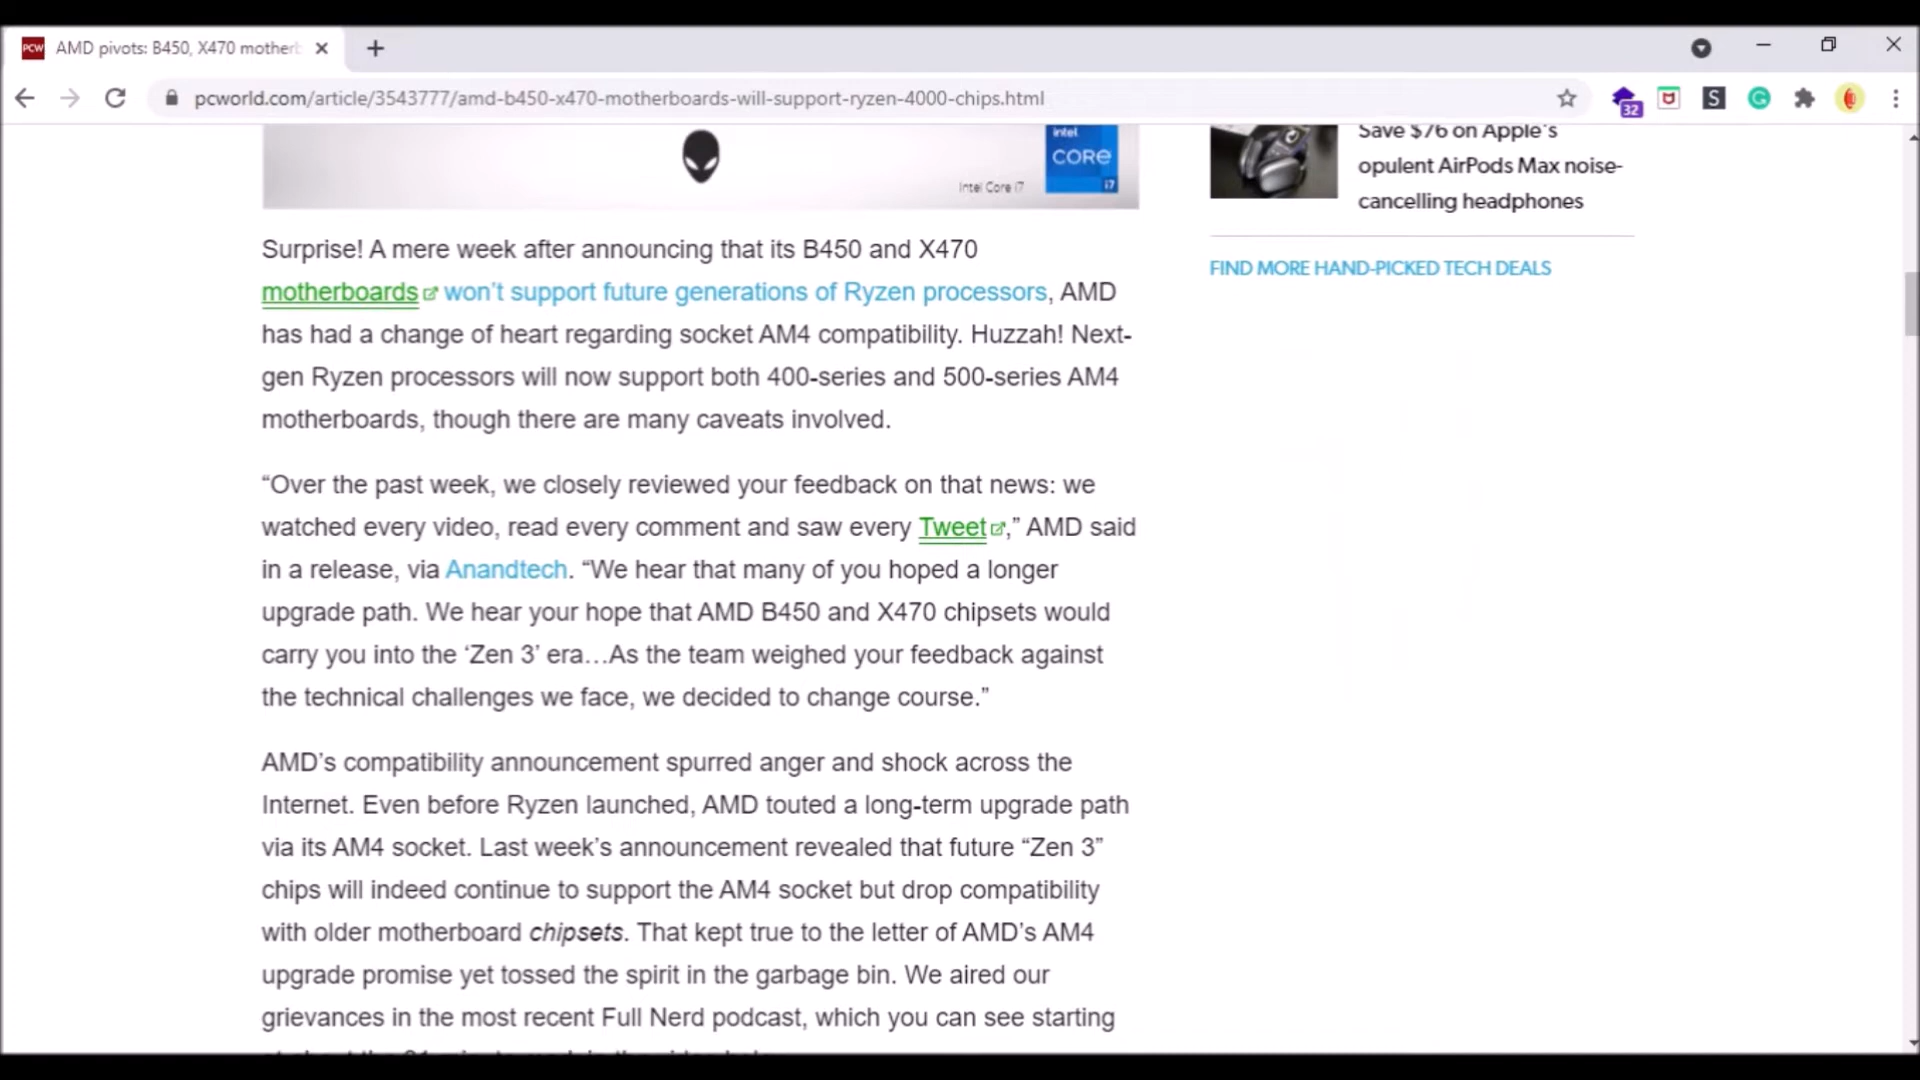 PCW AMD pivots: B450, X470 motherb
pcworld.com/article/3543777/amd-b450-x470-motherboards-will-support-ryzen-4000-chips.html
32
S
G
intel
CORE
i7
Intel Core i7
Save $76 on Apple's
opulent AirPods Max noise-
cancelling headphones
FIND MORE HAND-PICKED TECH DEALS
Surprise! A mere week after announcing that its B450 and X470
motherboards won’t support future generations of Ryzen processors, AMD
has had a change of heart regarding socket AM4 compatibility. Huzzah! Next-
gen Ryzen processors will now support both 400-series and 500-series AM4
motherboards, though there are many caveats involved.
“Over the past week, we closely reviewed your feedback on that news: we
watched every video, read every comment and saw every Tweet,” AMD said
in a release, via Anandtech. “We hear that many of you hoped a longer
upgrade path. We hear your hope that AMD B450 and X470 chipsets would
carry you into the ‘Zen 3’ era…As the team weighed your feedback against
the technical challenges we face, we decided to change course.”
AMD’s compatibility announcement spurred anger and shock across the
Internet. Even before Ryzen launched, AMD touted a long-term upgrade path
via its AM4 socket. Last week’s announcement revealed that future “Zen 3”
chips will indeed continue to support the AM4 socket but drop compatibility
with older motherboard chipsets. That kept true to the letter of AMD’s AM4
upgrade promise yet tossed the spirit in the garbage bin. We aired our
grievances in the most recent Full Nerd podcast, which you can see starting